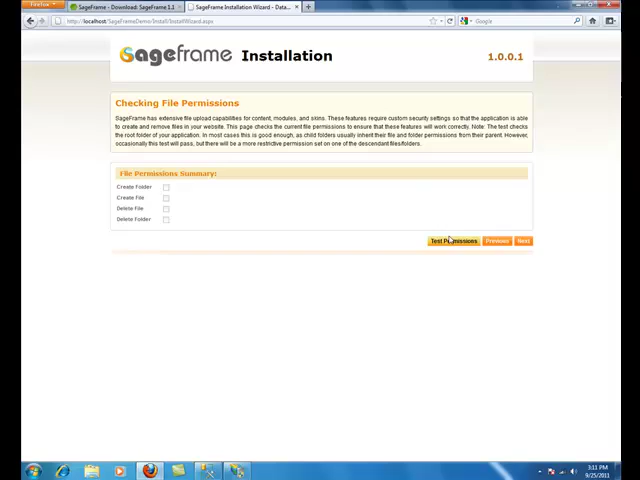 Firefox
SageFrame - Download: SageFrame 1.1
SageFrame Installation Wizard - Data...
http://localhost/SageFrameDemo/Install/InstallWizard.aspx
Google
Sageframe Installation
1.0.0.1
Checking File Permissions
SageFrame has extensive file upload capabilities for content, modules, and skins. These features require custom security settings so that the application is able
to create and remove files in your website. This page checks the current file permissions to ensure that these features will work correctly. Note: The test checks
the root folder of your application. In most cases this is good enough, as child folders usually inherit their file and folder permissions from their parent. However,
occasionally this test will pass, but there will be a more restrictive permission set on one of the descendant files/folders.
File Permissions Summary:
Create Folder
Create File
Delete File
Delete Folder
Test Permissions
Previous
Next
3:11 PM
9/25/2011